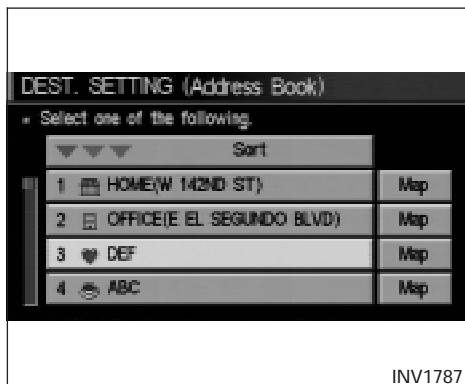 DEST. SETTING (Address Book)
Select one of the following.
Sort
1 HOME(W 142ND ST) Map
2 OFFICE(E EL SEGUNDO BLVD) Map
3 DEF Map
4 ABC Map
INV1787